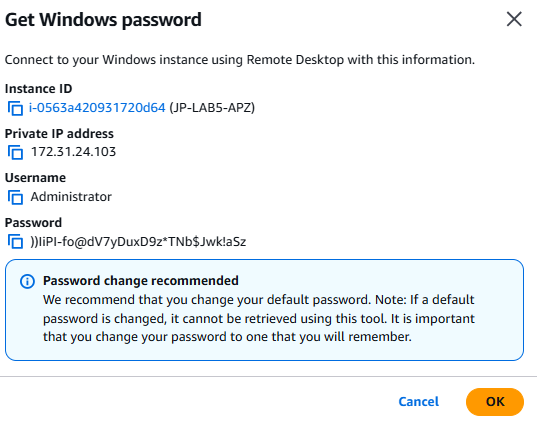 Get Windows password
Connect to your Windows instance using Remote Desktop with this information.
Instance ID
i-0563a420931720d64 (JP-LAB5-APZ)
Private IP address
172.31.24.103
Username
Administrator
Password
))IiPI-fo@dV7yDuxD9z*TNb$Jwk!aSz
Password change recommended
We recommend that you change your default password. Note: If a default
password is changed, it cannot be retrieved using this tool. It is important
that you change your password to one that you will remember.
Cancel
OK